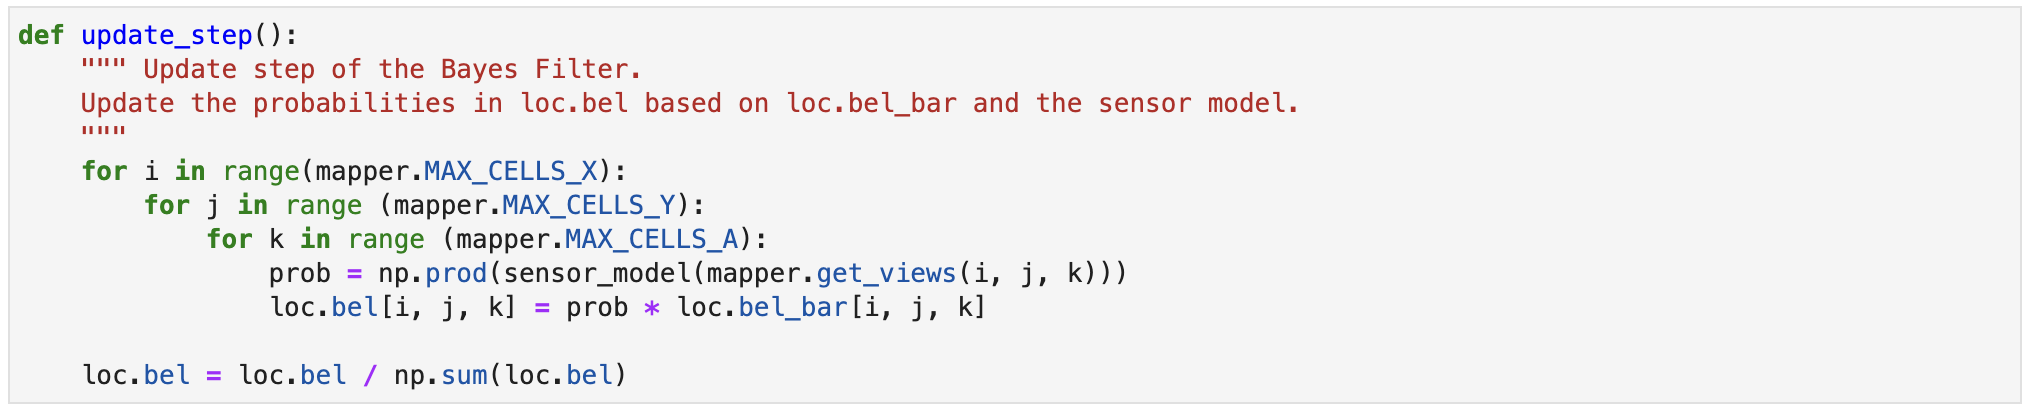 def update_step():
    """ Update step of the Bayes Filter.
    Update the probabilities in loc.bel based on loc.bel_bar and the sensor model.
    """
    for i in range(mapper.MAX_CELLS_X):
        for j in range (mapper.MAX_CELLS_Y):
            for k in range (mapper.MAX_CELLS_A):
                prob = np.prod(sensor_model(mapper.get_views(i, j, k)))
                loc.bel[i, j, k] = prob * loc.bel_bar[i, j, k]

    loc.bel = loc.bel / np.sum(loc.bel)